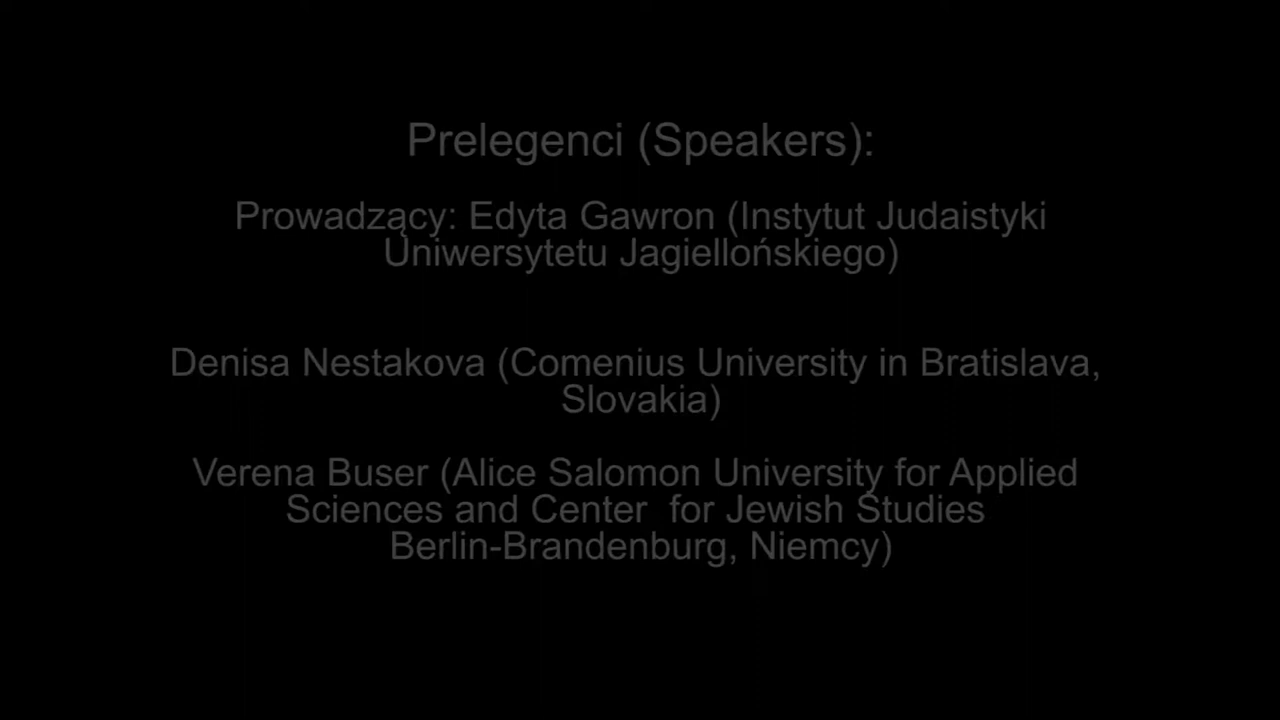 Prelegenci (Speakers):
Prowadzący: Edyta Gawron (Instytut Judaistyki
Uniwersytetu Jagiellońskiego)
Denisa Nestakova (Comenius University in Bratislava,
Slovakia)
Verena Buser (Alice Salomon University for Applied
Sciences and Center  for Jewish Studies
Berlin-Brandenburg, Niemcy)